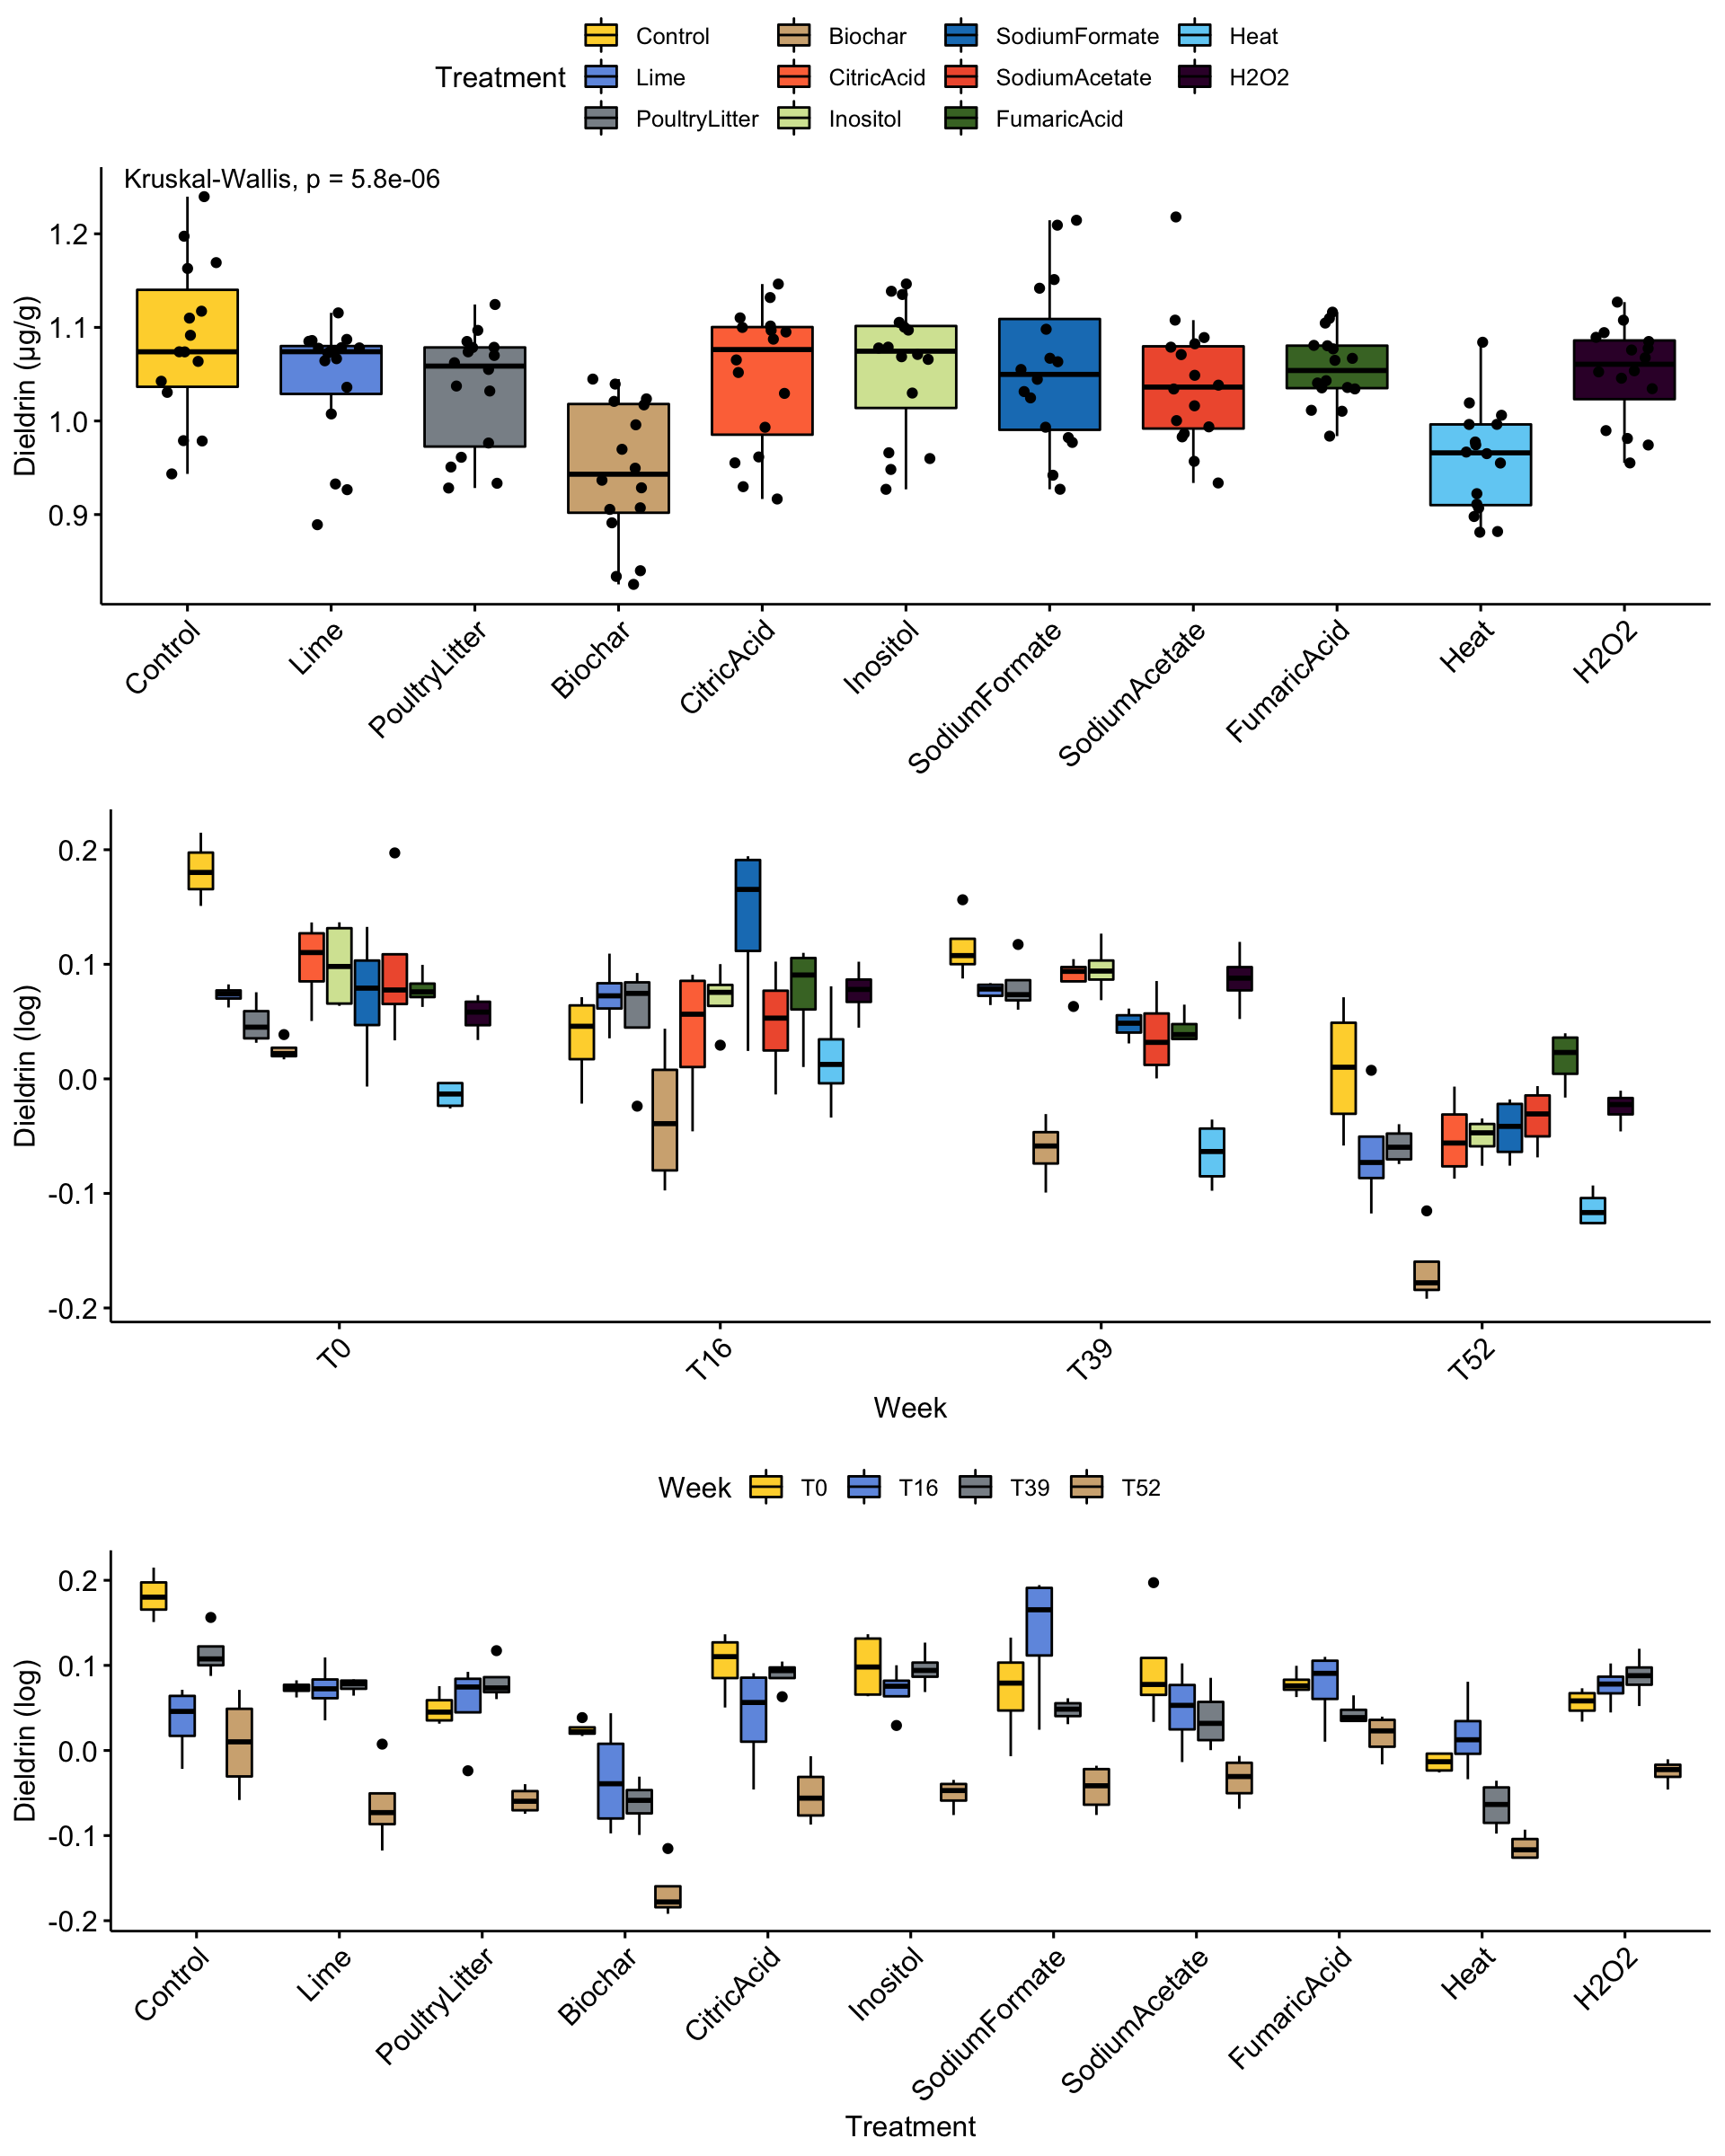 Treatment
Control Biochar SodiumFormate Heat
Lime CitricAcid SodiumAcetate H2O2
PoultryLitter Inositol FumaricAcid
Kruskal-Wallis, p = 5.8e-06
Dieldrin (µg/g)
1.2
1.1
1.0
0.9
Control Lime PoultryLitter Biochar CitricAcid Inositol SodiumFormate SodiumAcetate FumaricAcid Heat H2O2
Dieldrin (log)
0.2
0.1
0.0
-0.1
-0.2
T0 T16 T39 T52
Week
Week T0 T16 T39 T52
Dieldrin (log)
0.2
0.1
0.0
-0.1
-0.2
Control Lime PoultryLitter Biochar CitricAcid Inositol SodiumFormate SodiumAcetate FumaricAcid Heat H2O2
Treatment